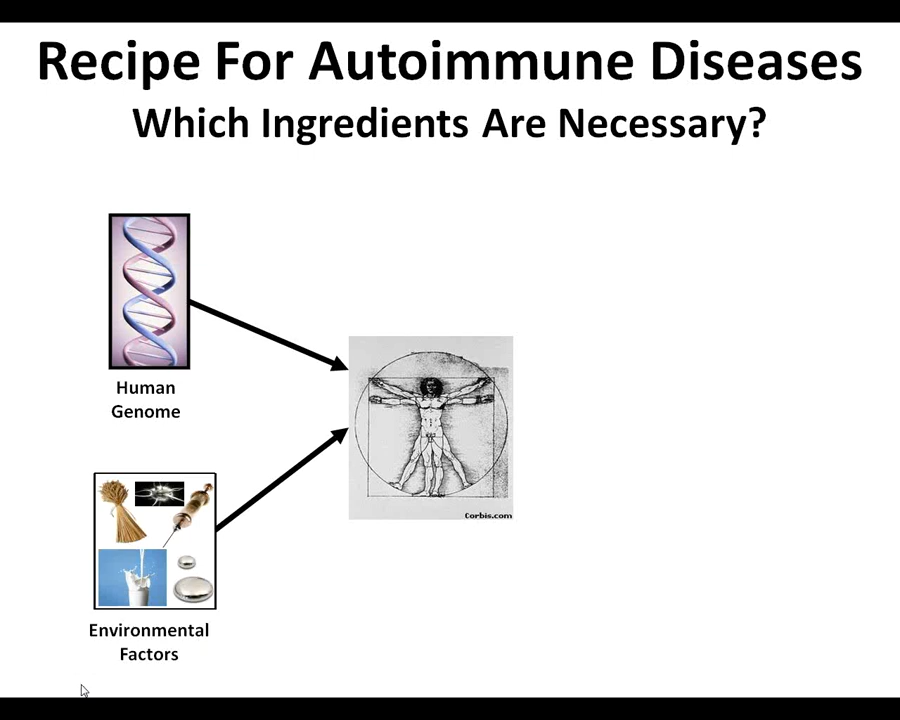 Recipe For Autoimmune Diseases
Which Ingredients Are Necessary?
Human
Genome
Corbis.com
Environmental
Factors